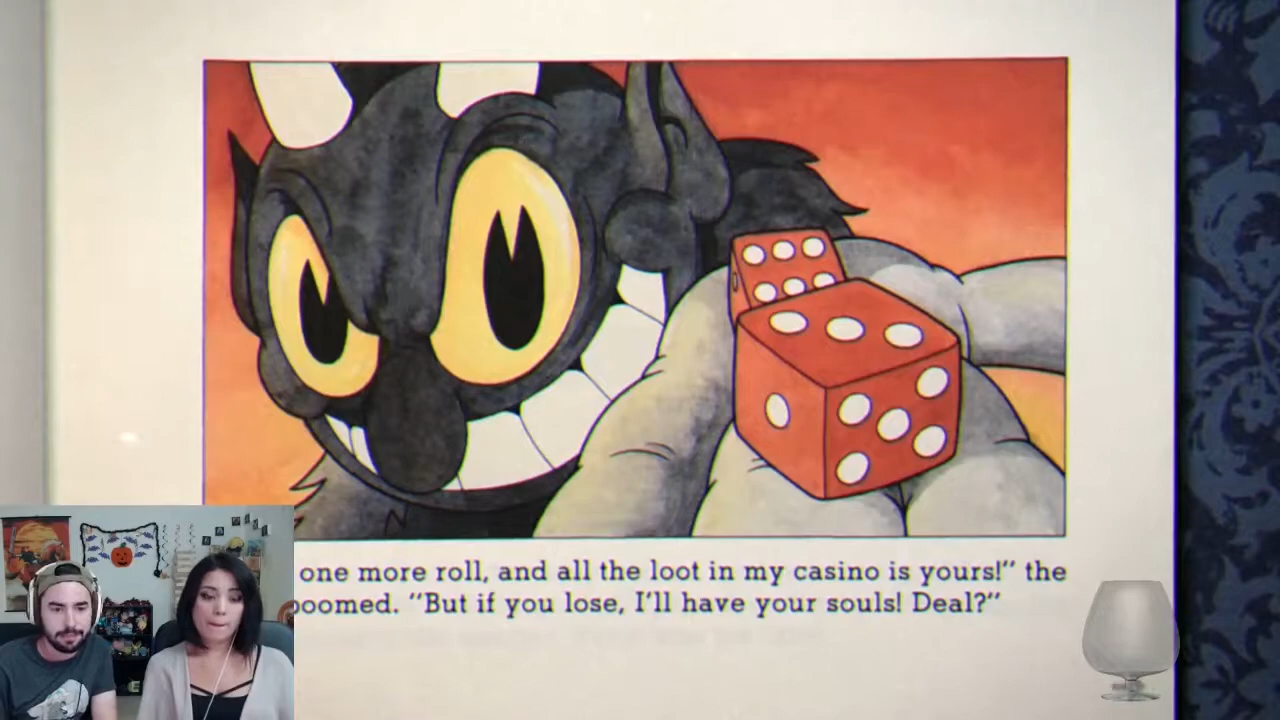 one more roll, and all the loot in my casino is yours!" the
boomed. "But if you lose, I'll have your souls! Deal?"